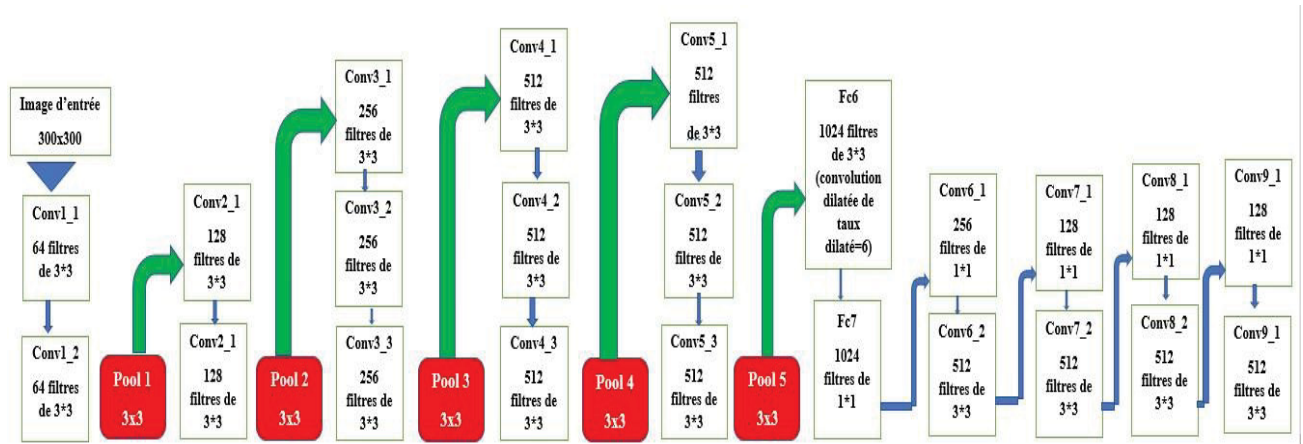 Image d'entrée
300x300
Conv1_1
64 filtres
de 3*3
Conv1_2
64 filtres
de 3*3
Pool 1
3x3
Conv2_1
128
filtres de
3*3
Conv2_1
128
filtres de
3*3
Pool 2
3x3
Conv3_1
256
filtres de
3*3
Conv3_2
256
filtres de
3*3
Conv3_3
256
filtres de
3*3
Pool 3
3x3
Conv4_1
512
filtres de
3*3
Conv4_2
512
filtres de
3*3
Conv4_3
512
filtres de
3*3
Pool 4
3x3
Conv5_1
512
filtres
de 3*3
Conv5_2
512
filtres de
3*3
Conv5_3
512
filtres de
3*3
Pool 5
3x3
Fc6
1024 filtres
de 3*3
(convolution
dilatée de
taux
dilaté=6)
Fc7
1024
filtres de
1*1
Conv6_1
256
filtres de
1*1
Conv6_2
512
filtres de
3*3
Conv7_1
128
filtres de
1*1
Conv7_2
512
filtres de
3*3
Conv8_1
128
filtres de
1*1
Conv8_2
512
filtres de
3*3
Conv9_1
128
filtres de
1*1
Conv9_1
512
filtres de
3*3